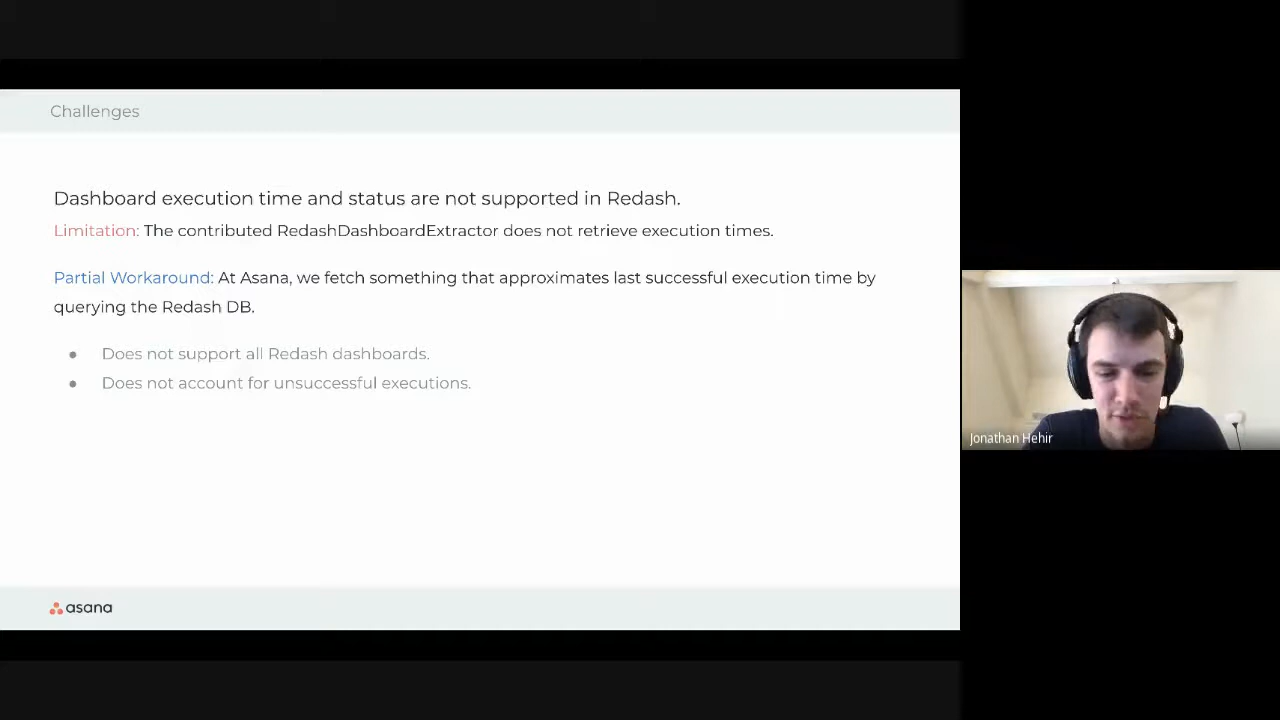 Challenges
Dashboard execution time and status are not supported in Redash.
Limitation: The contributed RedashDashboardExtractor does not retrieve execution times.
Partial Workaround: At Asana, we fetch something that approximates last successful execution time by
querying the Redash DB.
● Does not support all Redash dashboards.
● Does not account for unsuccessful executions.
Jonathan Hehir
asana